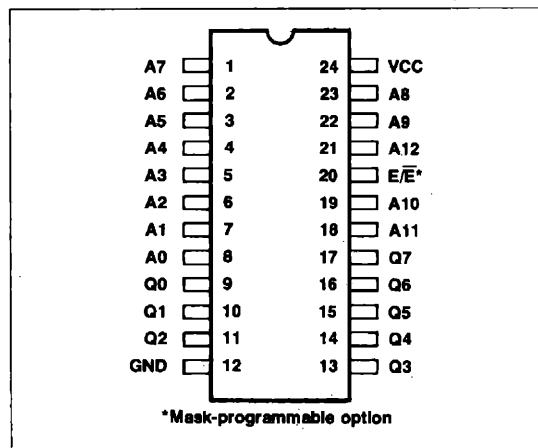 A7 1 24 VCC
A6 2 23 A8
A5 3 22 A9
A4 4 21 A12
A3 5 20 E/E̅*
A2 6 19 A10
A1 7 18 A11
A0 8 17 Q7
Q0 9 16 Q6
Q1 10 15 Q5
Q2 11 14 Q4
GND 12 13 Q3
*Mask-programmable option